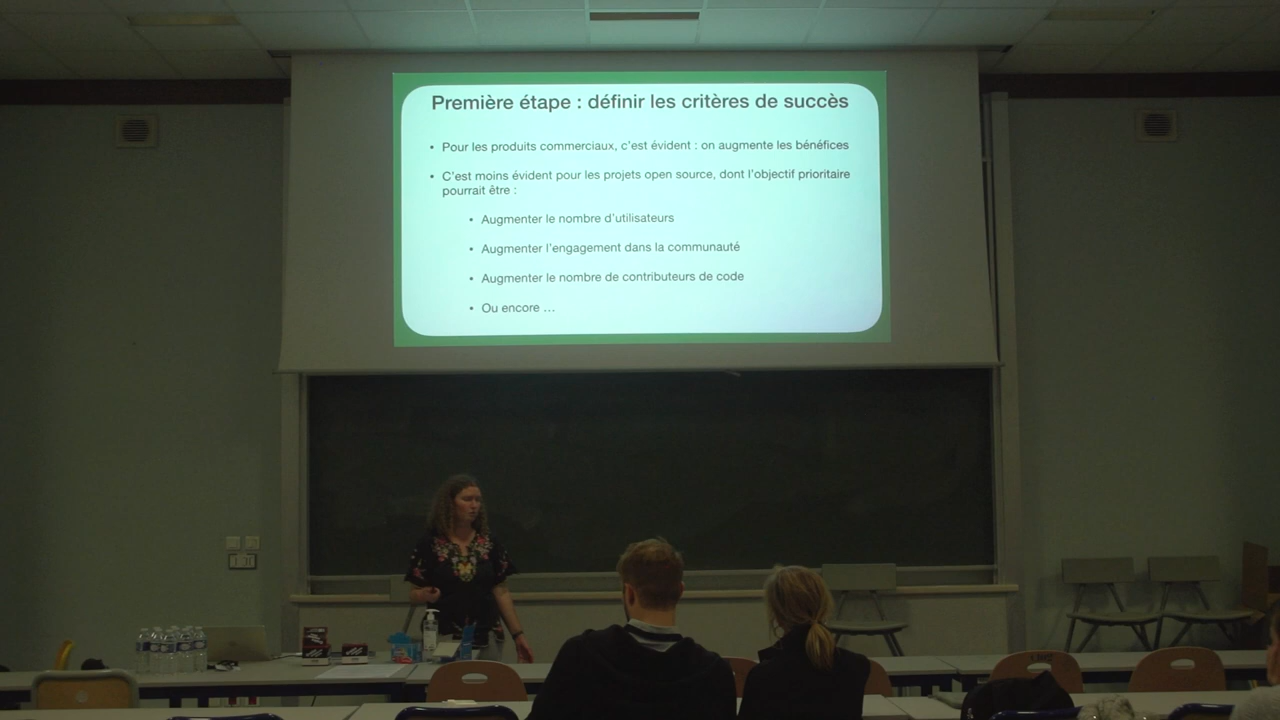 Première étape : définir les critères de succès
• Pour les produits commerciaux, c'est évident : on augmente les bénéfices
• C'est moins évident pour les projets open source, dont l'objectif prioritaire
pourrait être :
• Augmenter le nombre d'utilisateurs
• Augmenter l'engagement dans la communauté
• Augmenter le nombre de contributeurs de code
• Ou encore …